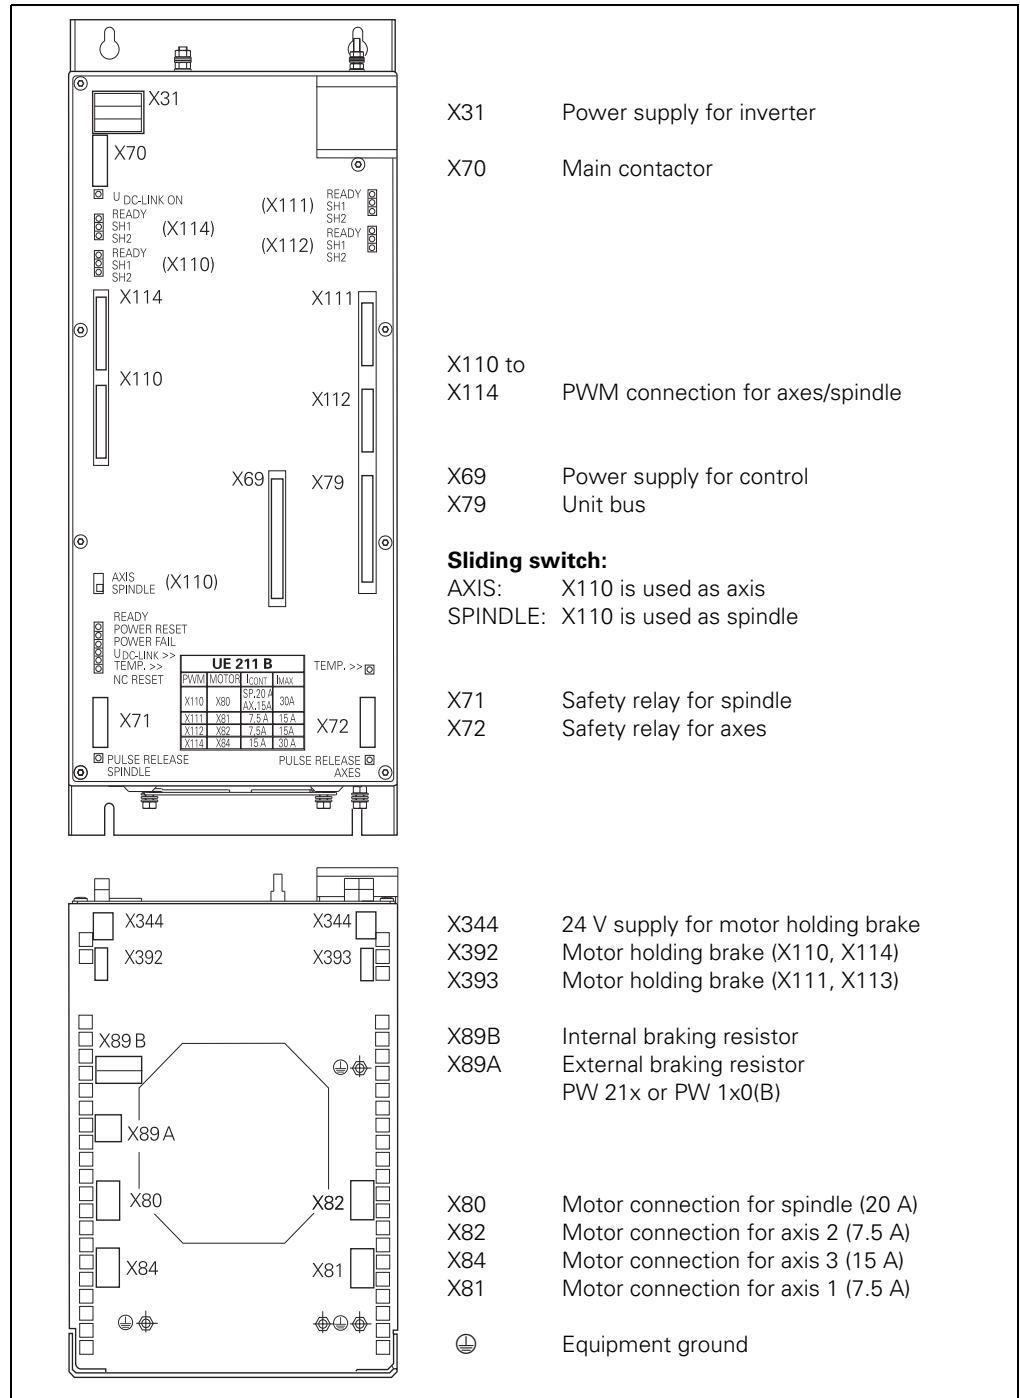 X31
X31 Power supply for inverter
X70
X70 Main contactor
U DC-LINK ON
READY
SH1 (X114)
SH2
READY
SH1 (X110)
SH2
READY
(X111) SH1
SH2
READY
(X112) SH1
SH2
X114
X111
X110
X112
X110 to
X114 PWM connection for axes/spindle
X69
X79
X69 Power supply for control
X79 Unit bus
Sliding switch:
AXIS: X110 is used as axis
SPINDLE: X110 is used as spindle
AXIS
SPINDLE (X110)
READY
POWER RESET
POWER FAIL
U DC-LINK >>
TEMP. >>
NC RESET
TEMP. >>
UE 211 B
PWM MOTOR ICONT IMAX
X110 X80 SP.20 A AX.15A 30A
X111 X81 7,5 A 15 A
X112 X82 7,5A 15A
X114 X84 15 A 30 A
X71
X72
X71 Safety relay for spindle
X72 Safety relay for axes
PULSE RELEASE
SPINDLE
PULSE RELEASE
AXES
X344
X344
X392
X393
X344 24 V supply for motor holding brake
X392 Motor holding brake (X110, X114)
X393 Motor holding brake (X111, X113)
X89 B
X89B Internal braking resistor
X89A External braking resistor
PW 21x or PW 1x0(B)
X89 A
X80
X82
X84
X81
X80 Motor connection for spindle (20 A)
X82 Motor connection for axis 2 (7.5 A)
X84 Motor connection for axis 3 (15 A)
X81 Motor connection for axis 1 (7.5 A)
Equipment ground